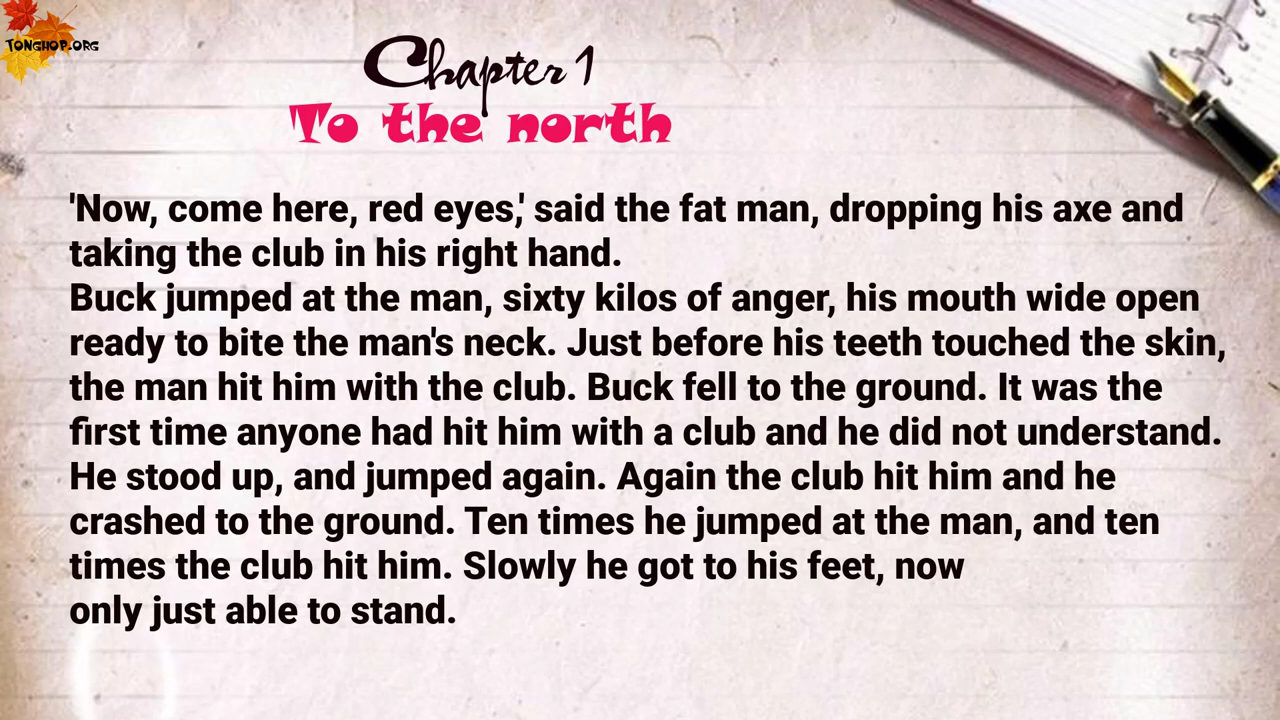 TONGHOP.ORG
Chapter 1
To the north
'Now, come here, red eyes,' said the fat man, dropping his axe and
taking the club in his right hand.
Buck jumped at the man, sixty kilos of anger, his mouth wide open
ready to bite the man's neck. Just before his teeth touched the skin,
the man hit him with the club. Buck fell to the ground. It was the
first time anyone had hit him with a club and he did not understand.
He stood up, and jumped again. Again the club hit him and he
crashed to the ground. Ten times he jumped at the man, and ten
times the club hit him. Slowly he got to his feet, now
only just able to stand.